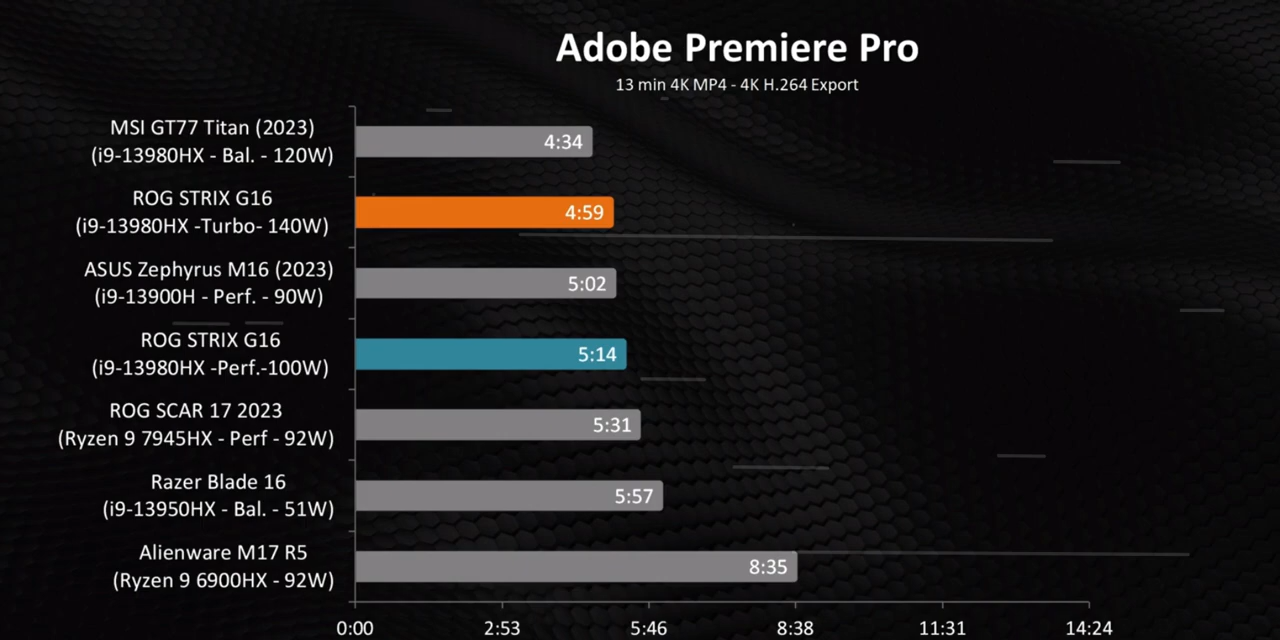 Adobe Premiere Pro
13 min 4K MP4 - 4K H.264 Export
MSI GT77 Titan (2023)
(i9-13980HX - Bal. - 120W)
4:34
ROG STRIX G16
(i9-13980HX -Turbo- 140W)
4:59
ASUS Zephyrus M16 (2023)
(i9-13900H - Perf. - 90W)
5:02
ROG STRIX G16
(i9-13980HX -Perf.-100W)
5:14
ROG SCAR 17 2023
(Ryzen 9 7945HX - Perf - 92W)
5:31
Razer Blade 16
(i9-13950HX - Bal. - 51W)
5:57
Alienware M17 R5
(Ryzen 9 6900HX - 92W)
8:35
0:00 2:53 5:46 8:38 11:31 14:24